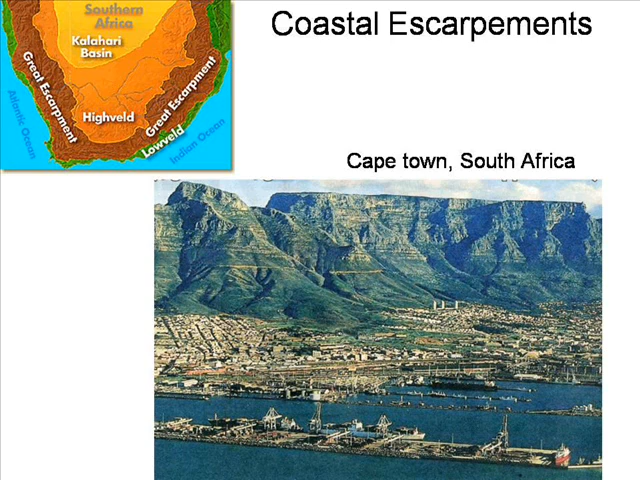 Coastal Escarpements
Southern
Africa
Kalahari
Basin
Great Escarpment
Great Escarpment
Highveld
Lowveld
Atlantic Ocean
Indian Ocean
Cape town, South Africa